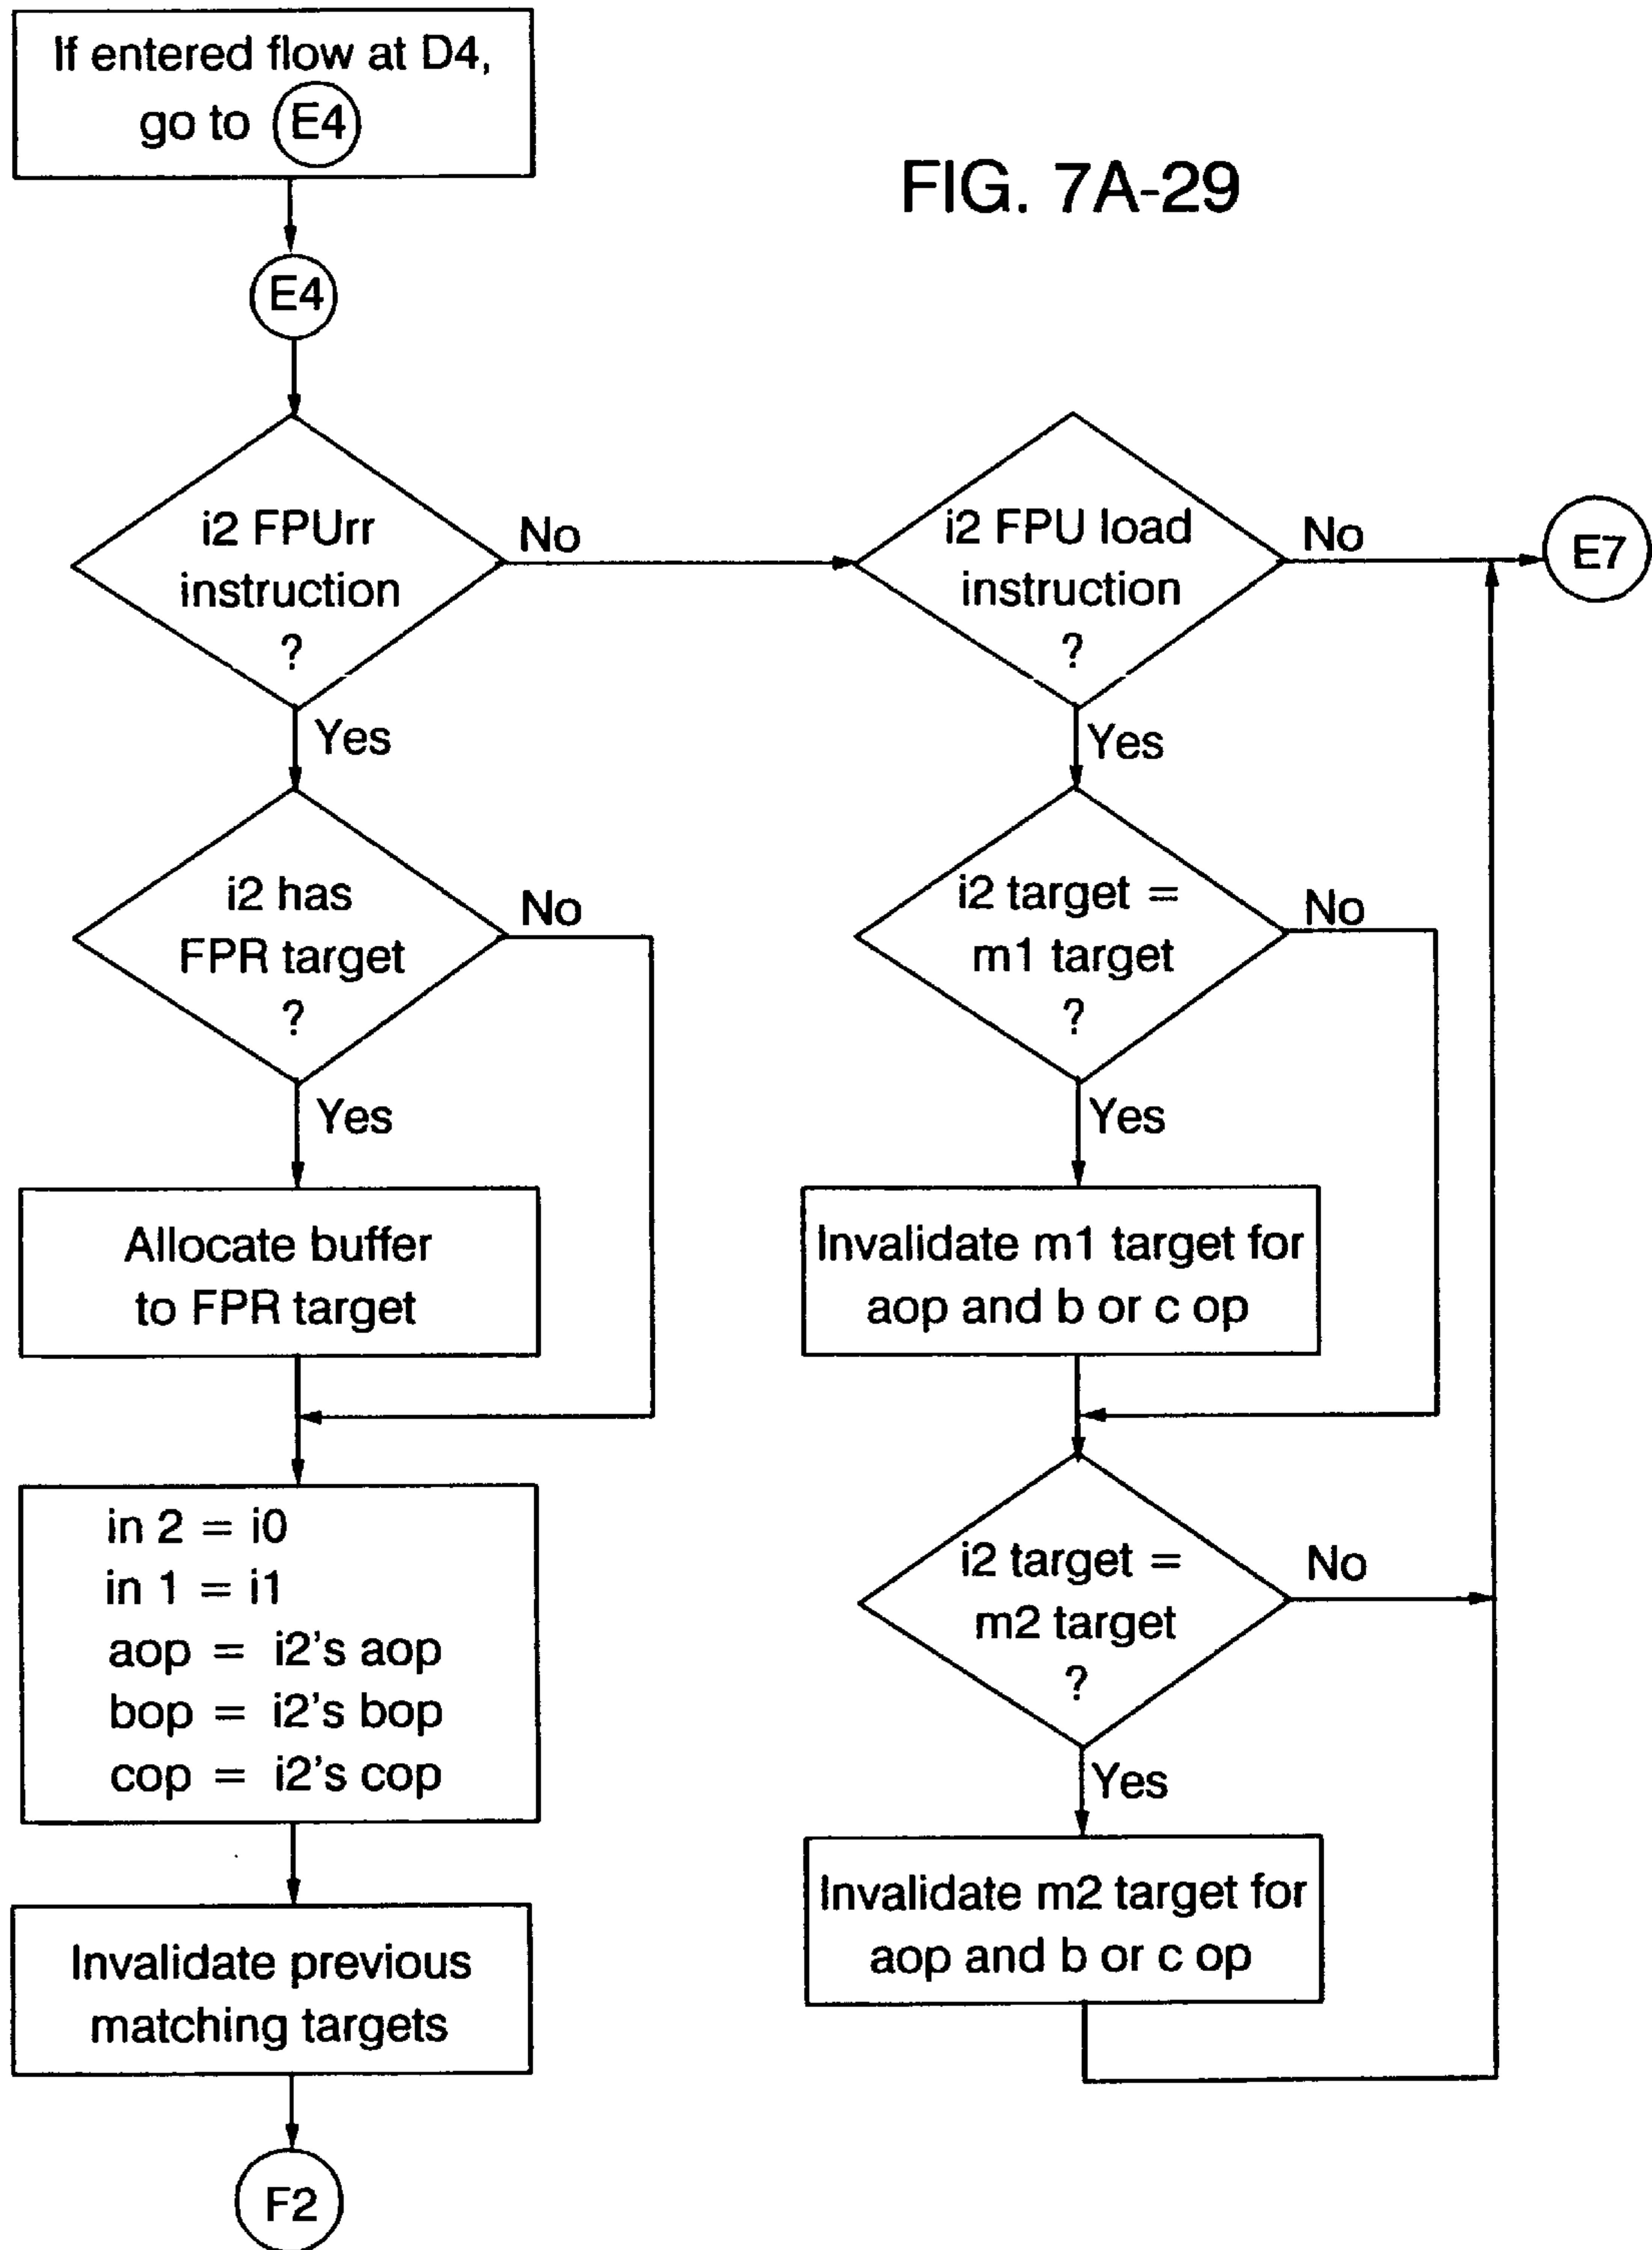 If entered flow at D4,
go to E4
FIG. 7A-29
E4
i2 FPUrr
instruction
?
No
i2 FPU load
instruction
?
No
E7
Yes
Yes
i2 has
FPR target
?
No
i2 target =
m1 target
?
No
Yes
Yes
Allocate buffer
to FPR target
Invalidate m1 target for
aop and b or c op
in 2 = i0
in 1 = i1
aop = i2's aop
bop = i2's bop
cop = i2's cop
i2 target =
m2 target
?
No
Yes
Invalidate m2 target for
aop and b or c op
Invalidate previous
matching targets
F2